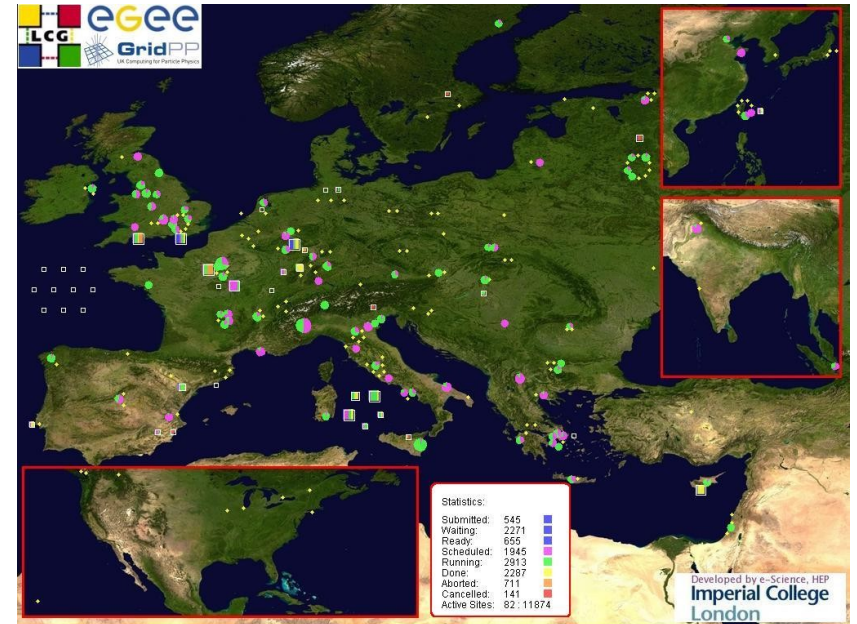 LCG
egee
GridPP
UK Computing for Particle Physics
Statistics:
Submitted: 545
Waiting: 2271
Ready: 655
Scheduled: 1945
Running: 2913
Done: 2287
Aborted: 711
Cancelled: 141
Active Sites: 82 : 11874
Developed by e-Science, HEP
Imperial College
London